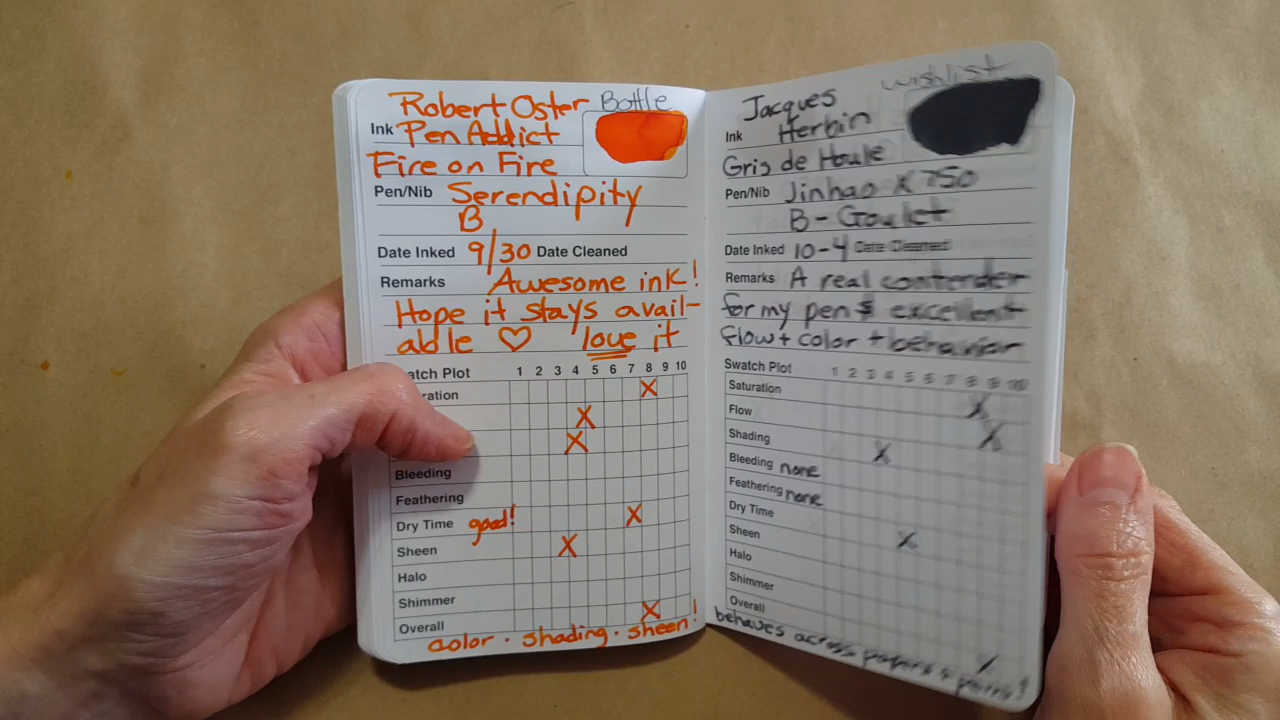 Robert Oster Bottle
Ink Pen Addict
Fire on Fire
Pen/Nib Serendipity
B
Date Inked 9/30 Date Cleaned
Remarks Awesome ink!
Hope it stays avail-
able ♡ love it
watch Plot 1 2 3 4 5 6 7 8 9 10
ration X
X
X
Bleeding
Feathering
Dry Time good! X
Sheen X
Halo
Shimmer
Overall X
color · shading · sheen!
wishlist
Jacques
Ink Herbin
Gris de Houle
Pen/Nib Jinhao X750
B - Goulet
Date Inked 10-4 Date Cleaned
Remarks A real contender
for my pens excellent
flow + color + behavior
Swatch Plot 1 2 3 4 5 6 7 8 9 10
Saturation X
Flow X
Shading X
Bleeding none
Feathering none
Dry Time
Sheen X
Halo
Shimmer
Overall X
behaves across papers + pens!